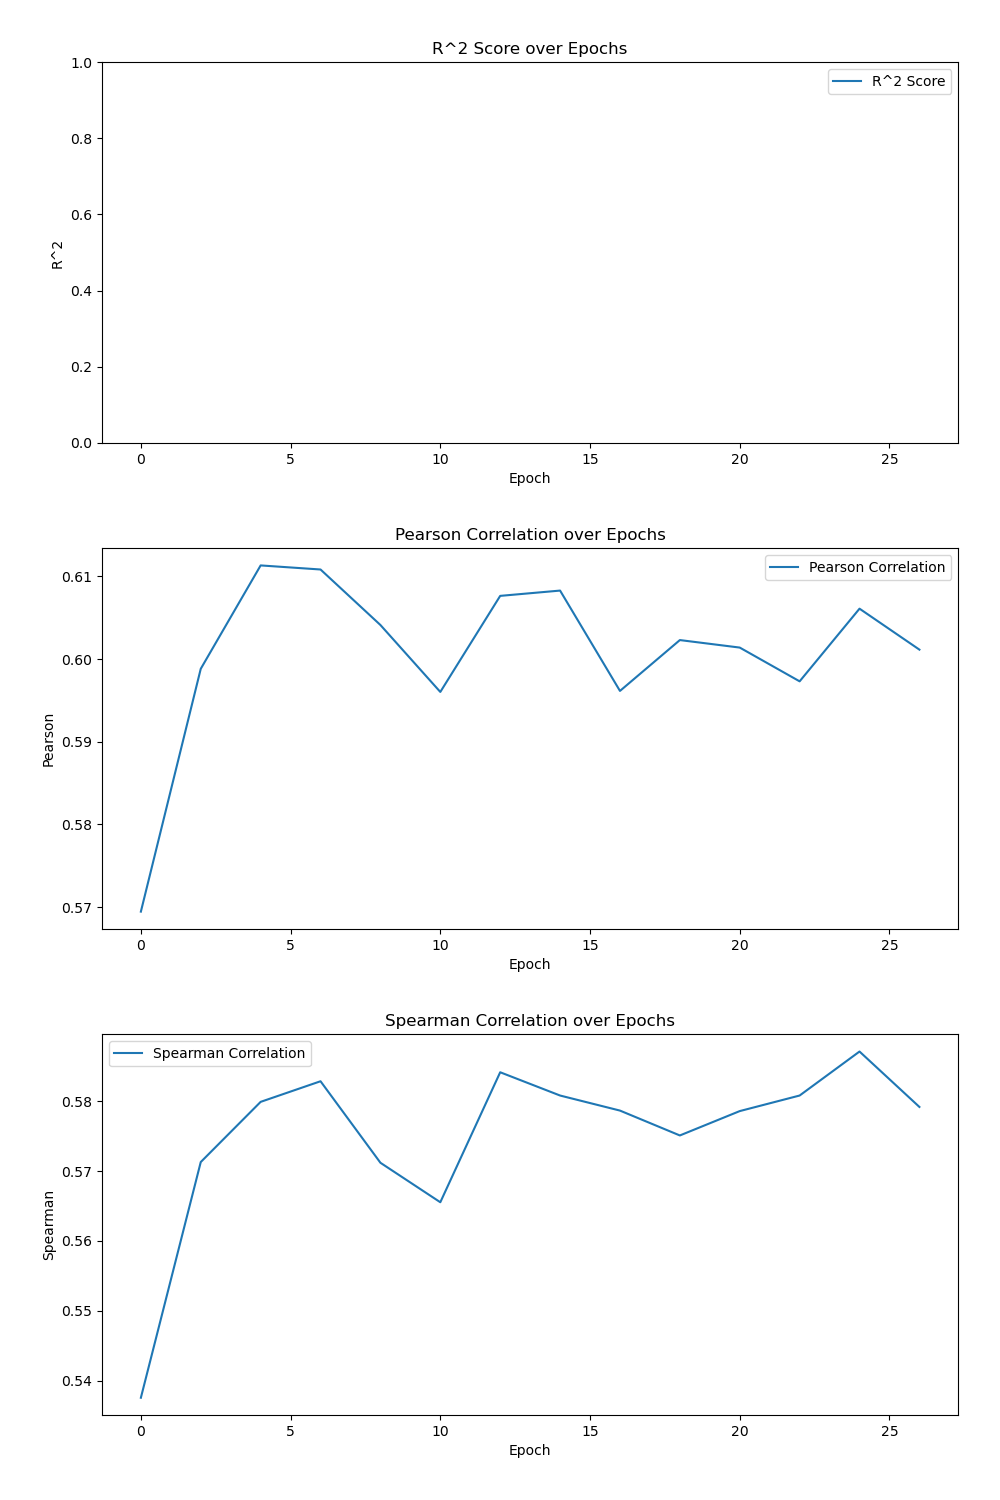 R^2 Score over Epochs
R^2 Score
1.0
0.8
0.6
0.4
0.2
0.0
R^2
0 5 10 15 20 25
Epoch
Pearson Correlation over Epochs
Pearson Correlation
0.61
0.60
0.59
0.58
0.57
Pearson
0 5 10 15 20 25
Epoch
Spearman Correlation over Epochs
Spearman Correlation
0.58
0.57
0.56
0.55
0.54
Spearman
0 5 10 15 20 25
Epoch